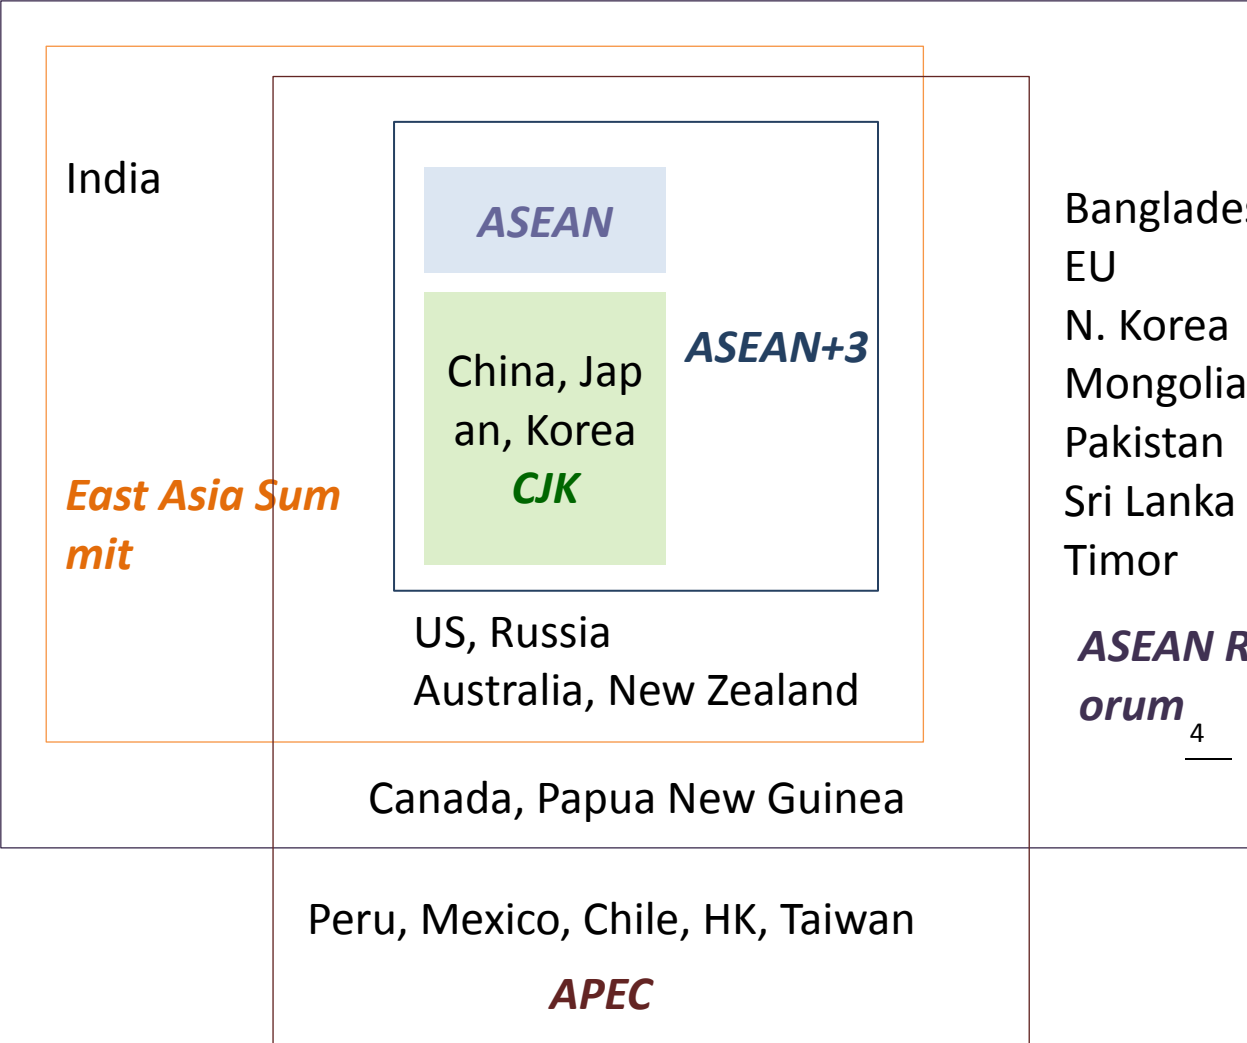 India
ASEAN
China, Jap
an, Korea
CJK
ASEAN+3
East Asia Sum
mit
US, Russia
Australia, New Zealand
Canada, Papua New Guinea
Peru, Mexico, Chile, HK, Taiwan
APEC
Banglades
EU
N. Korea
Mongolia
Pakistan
Sri Lanka
Timor
ASEAN R
orum
4